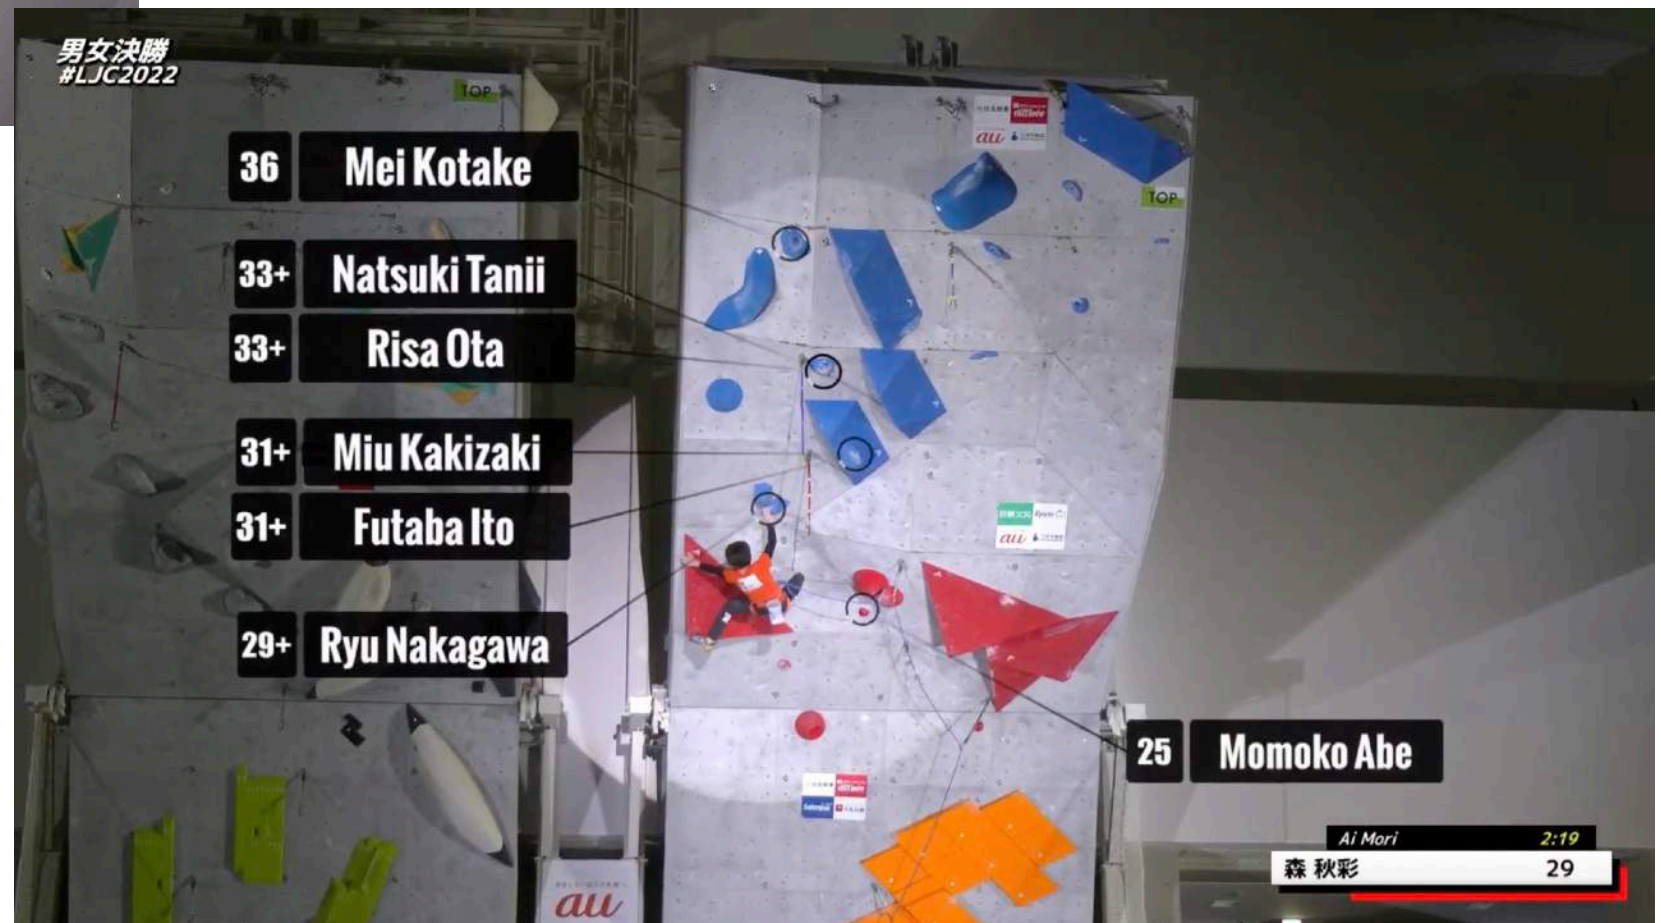 男女決勝
#LJC2022
TOP
TOP
36 Mei Kotake
33+ Natsuki Tanii
33+ Risa Ota
31+ Miu Kakizaki
31+ Futaba Ito
29+ Ryu Nakagawa
25 Momoko Abe
au
au
au
Ai Mori 2:19
森 秋彩 29